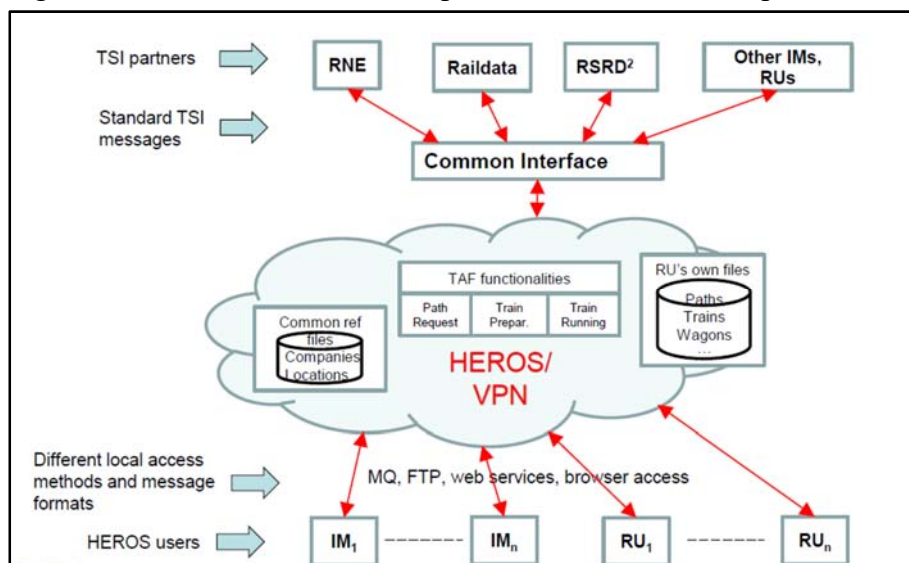 TSI partners
RNE
Raildata
RSRD²
Other IMs,
RUs
Standard TSI
messages
Common Interface
TAF functionalities
Path
Request
Train
Prepar.
Train
Running
RU's own files
Paths
Trains
Wagons
...
Common ref
files
Companies
Locations
HEROS/
VPN
Different local access
methods and message
formats
MQ, FTP, web services, browser access
HEROS users
IM₁
IMₙ
RU₁
RUₙ